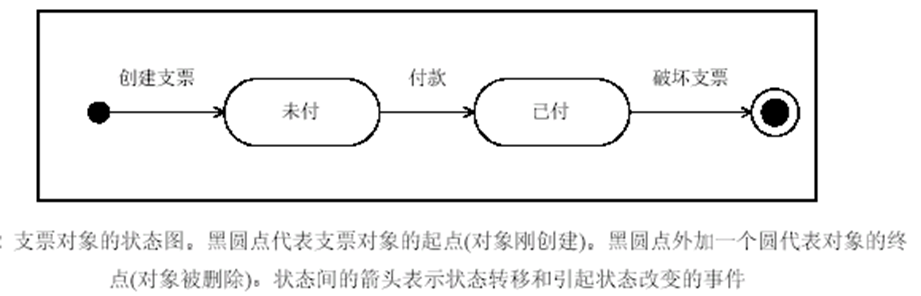 创建支票
付款
破坏支票
未付
已付
：支票对象的状态图。黑圆点代表支票对象的起点(对象刚创建)。黑圆点外加一个圆代表对象的终
点(对象被删除)。状态间的箭头表示状态转移和引起状态改变的事件